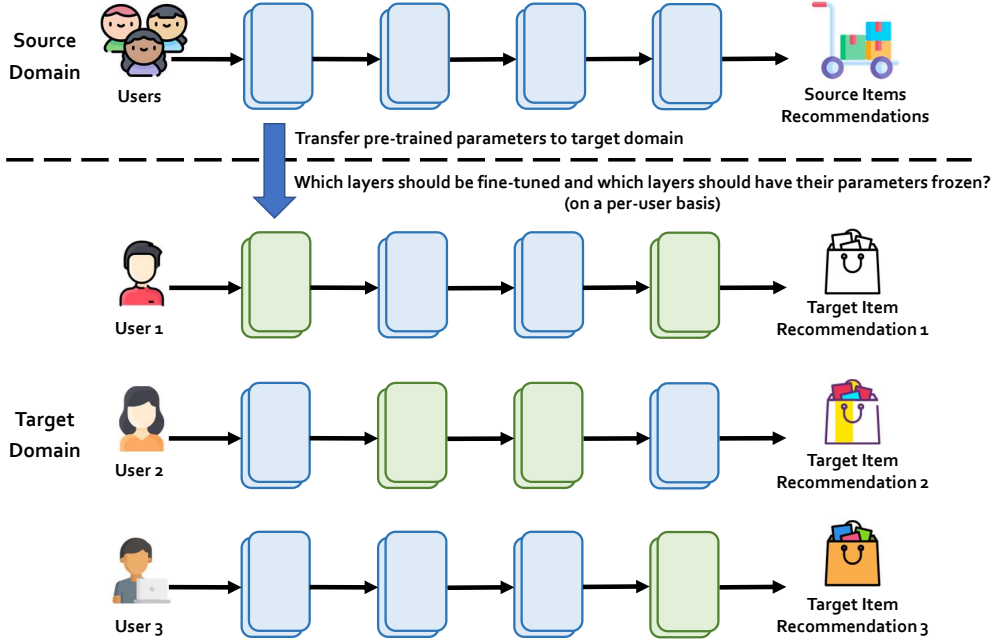 Source
Domain
Users
Source Items
Recommendations
Transfer pre-trained parameters to target domain
Which layers should be fine-tuned and which layers should have their parameters frozen?
(on a per-user basis)
User 1
Target Item
Recommendation 1
Target
Domain
User 2
Target Item
Recommendation 2
User 3
Target Item
Recommendation 3